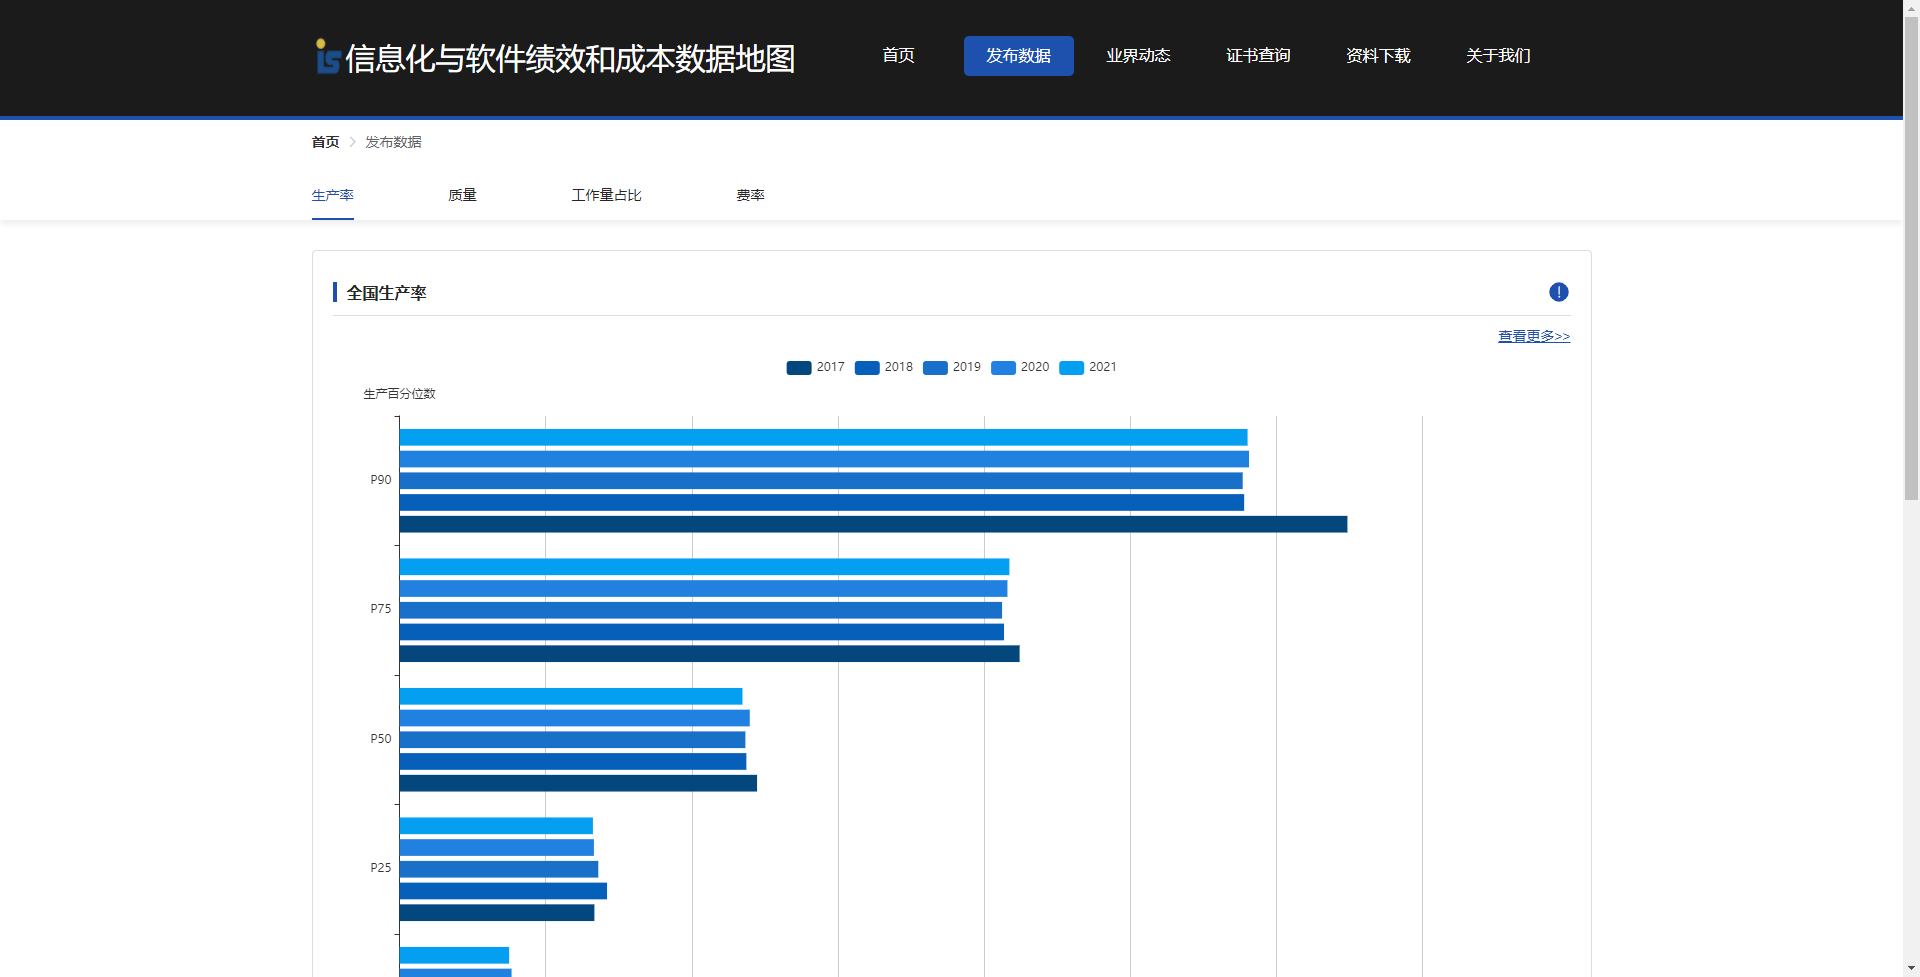 信息化与软件绩效和成本数据地图 首页 发布数据 业界动态 证书查询 资料下载 关于我们
首页 > 发布数据
生产率 质量 工作量占比 费率
全国生产率
查看更多>>
2017 2018 2019 2020 2021
生产百分位数
P90
P75
P50
P25